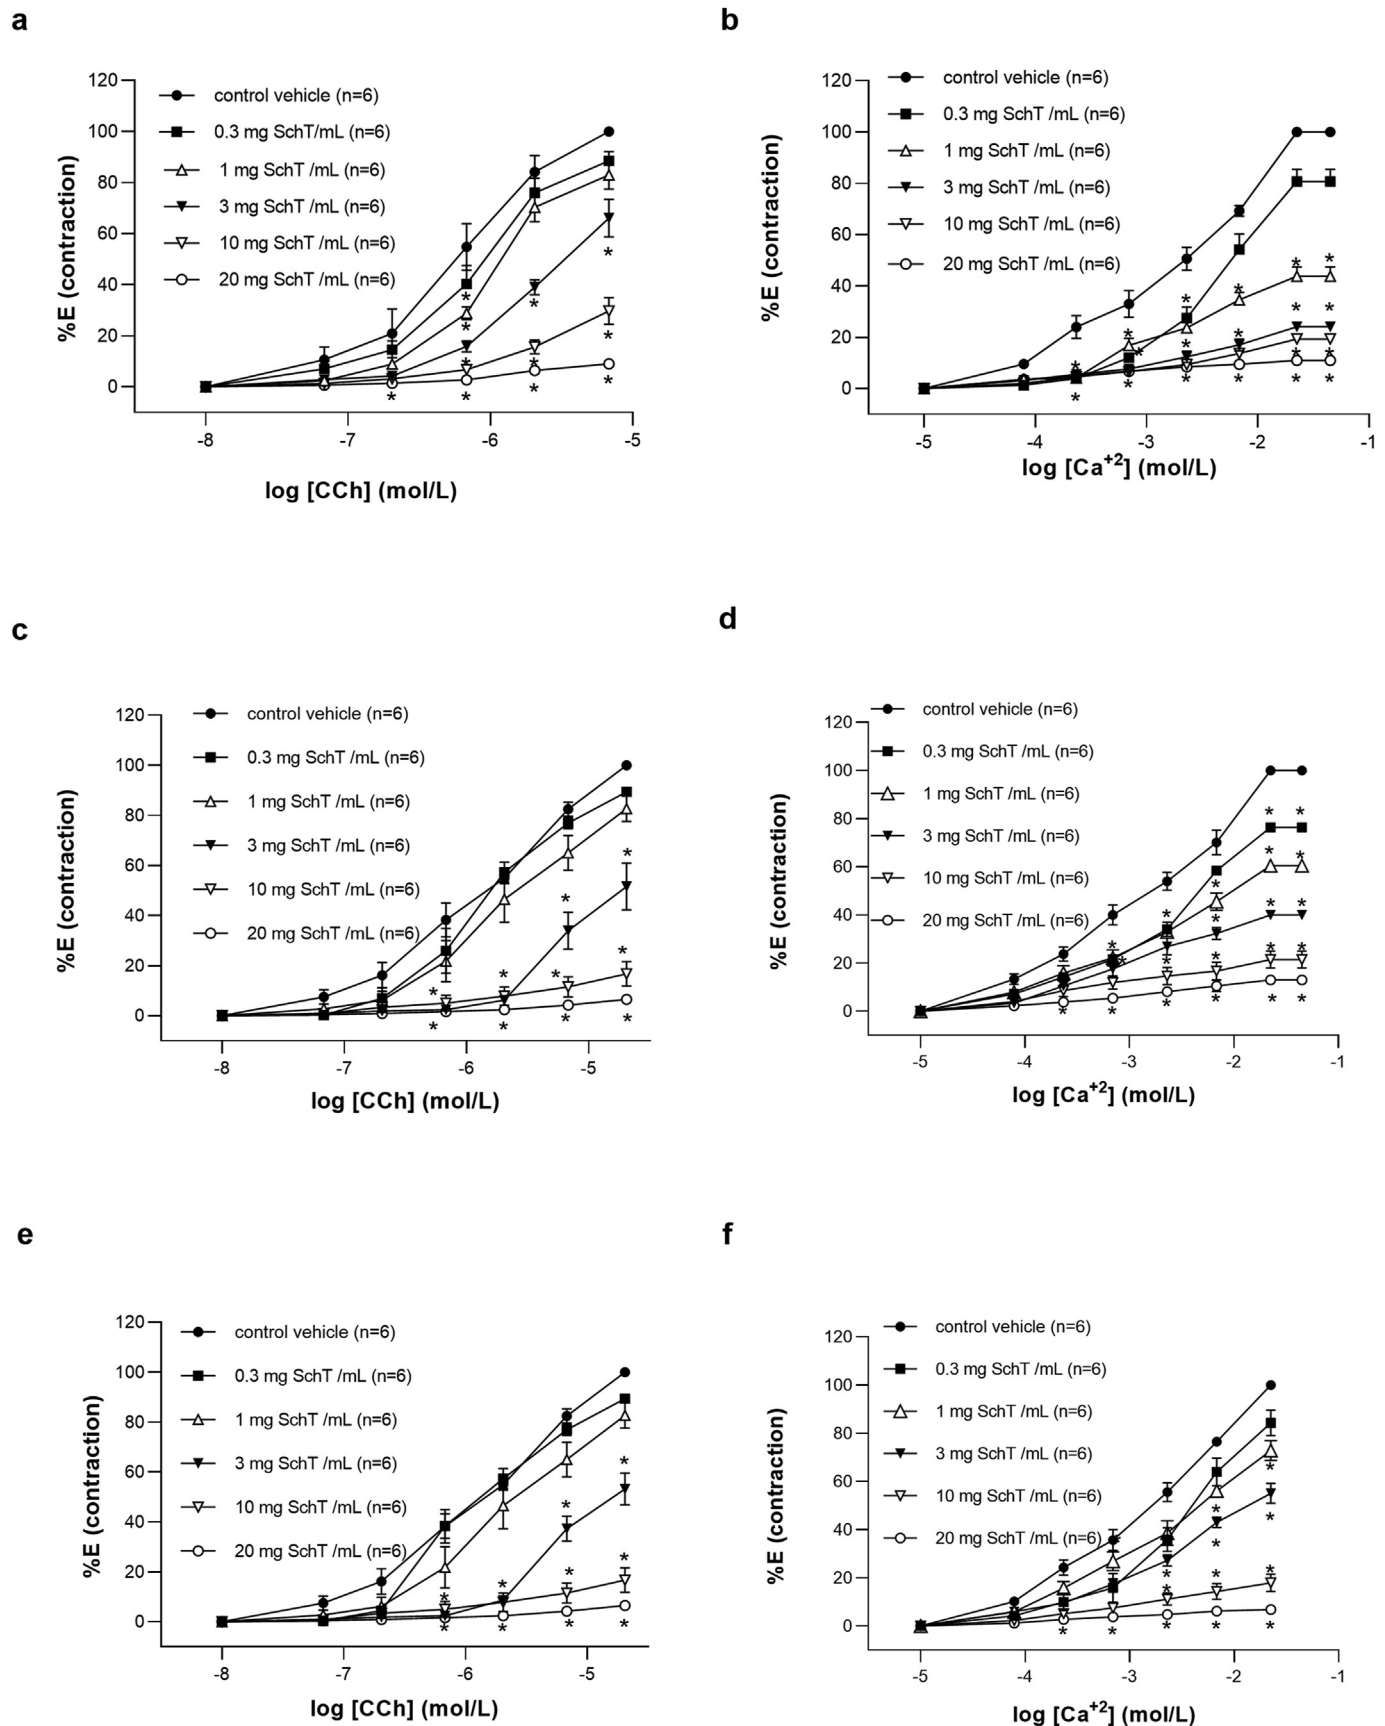 a
120
100
80
60
40
20
0
%E (contraction)
control vehicle (n=6)
0.3 mg SchT/mL (n=6)
1 mg SchT /mL (n=6)
3 mg SchT /mL (n=6)
10 mg SchT /mL (n=6)
20 mg SchT /mL (n=6)
* * * * * * * * * * * *
-8 -7 -6 -5
log [CCh] (mol/L)
b
120
100
80
60
40
20
0
%E (contraction)
control vehicle (n=6)
0.3 mg SchT /mL (n=6)
1 mg SchT /mL (n=6)
3 mg SchT /mL (n=6)
10 mg SchT /mL (n=6)
20 mg SchT /mL (n=6)
-5 -4 -3 -2 -1
log [Ca+2] (mol/L)
c
120
100
80
60
40
20
0
%E (contraction)
control vehicle (n=6)
0.3 mg SchT /mL (n=6)
1 mg SchT /mL (n=6)
3 mg SchT /mL (n=6)
10 mg SchT /mL (n=6)
20 mg SchT /mL (n=6)
-8 -7 -6 -5
log [CCh] (mol/L)
d
120
100
80
60
40
20
0
%E (contraction)
control vehicle (n=6)
0.3 mg SchT /mL (n=6)
1 mg SchT /mL (n=6)
3 mg SchT /mL (n=6)
10 mg SchT /mL (n=6)
20 mg SchT /mL (n=6)
-5 -4 -3 -2 -1
log [Ca+2] (mol/L)
e
120
100
80
60
40
20
0
%E (contraction)
control vehicle (n=6)
0.3 mg SchT /mL (n=6)
1 mg SchT /mL (n=6)
3 mg SchT /mL (n=6)
10 mg SchT /mL (n=6)
20 mg SchT /mL (n=6)
-8 -7 -6 -5
log [CCh] (mol/L)
f
120
100
80
60
40
20
0
%E (contraction)
control vehicle (n=6)
0.3 mg SchT /mL (n=6)
1 mg SchT /mL (n=6)
3 mg SchT /mL (n=6)
10 mg SchT /mL (n=6)
20 mg SchT /mL (n=6)
-5 -4 -3 -2 -1
log [Ca+2] (mol/L)